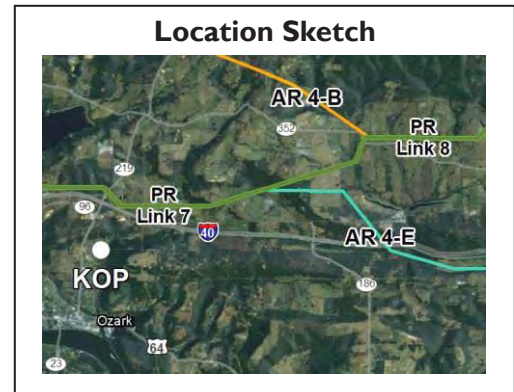 Location Sketch
AR 4-B
352
PR
Link 8
219
PR
Link 7
96
40
AR 4-E
KOP
186
Ozark
64
23